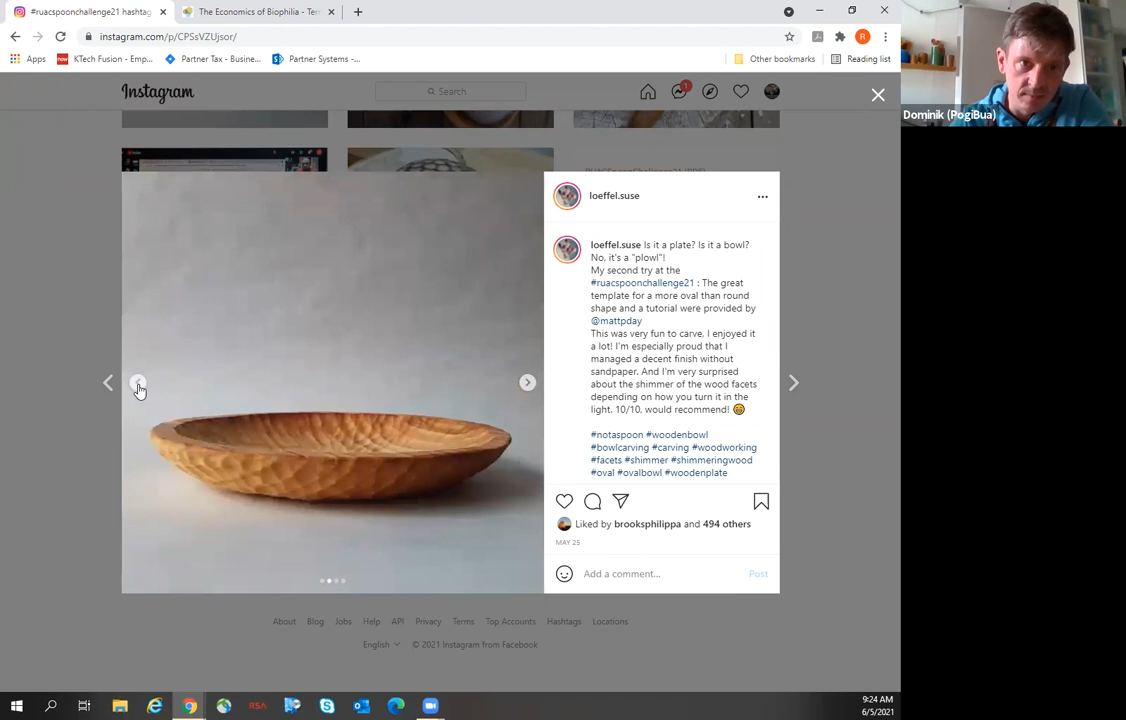 #ruacspoonchallenge21 hashtag
The Economics of Biophilia - Terr
instagram.com/p/CPSsVZUjsor/
Apps
now
KTech Fusion - Emp...
Partner Tax - Busine...
Partner Systems -...
Other bookmarks
Reading list
R
Dominik (PogiBua)
Instagram
Search
1
loeffel.suse
loeffel.suse Is it a plate? Is it a bowl?
No, it's a "plowl"!
My second try at the
#ruacspoonchallenge21 : The great
template for a more oval than round
shape and a tutorial were provided by
@mattpday
This was very fun to carve, I enjoyed it
a lot! I'm especially proud that I
managed a decent finish without
sandpaper. And I'm very surprised
about the shimmer of the wood facets
depending on how you turn it in the
light. 10/10, would recommend!
#notaspoon #woodenbowl
#bowlcarving #carving #woodworking
#facets #shimmer #shimmeringwood
#oval #ovalbowl #woodenplate
Liked by brooksphilippa and 494 others
MAY 25
Add a comment...
Post
About Blog Jobs Help API Privacy Terms Top Accounts Hashtags Locations
English © 2021 Instagram from Facebook
RSA
9:24 AM
6/5/2021